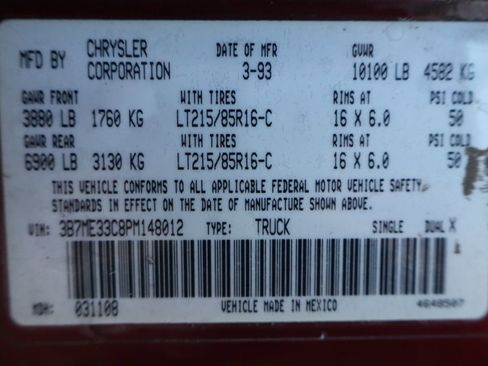 MFD BY CHRYSLER CORPORATION DATE OF MFR 3-93 GVWR 10100 LB 4582 KG
GAWR FRONT WITH TIRES RIMS AT PSI COLD
3880 LB 1760 KG LT215/85R16-C 16 X 6.0 50
GAWR REAR WITH TIRES RIMS AT PSI COLD
6900 LB 3130 KG LT215/85R16-C 16 X 6.0 50
THIS VEHICLE CONFORMS TO ALL APPLICABLE FEDERAL MOTOR VEHICLE SAFETY
STANDARDS IN EFFECT ON THE DATE OF MANUFACTURE SHOWN ABOVE
VIN: 3B7ME33C8PM148012 TYPE: TRUCK SINGLE DUAL X
MDH: 031108 VEHICLE MADE IN MEXICO 4648507